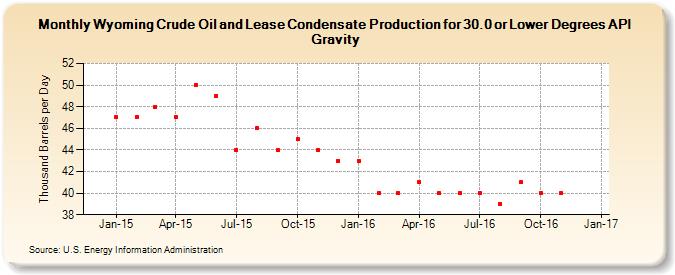 Monthly Wyoming Crude Oil and Lease Condensate Production for 30.0 or Lower Degrees API
Gravity
Thousand Barrels per Day
52
50
48
46
44
42
40
38
Jan-15 Apr-15 Jul-15 Oct-15 Jan-16 Apr-16 Jul-16 Oct-16 Jan-17
Source: U.S. Energy Information Administration